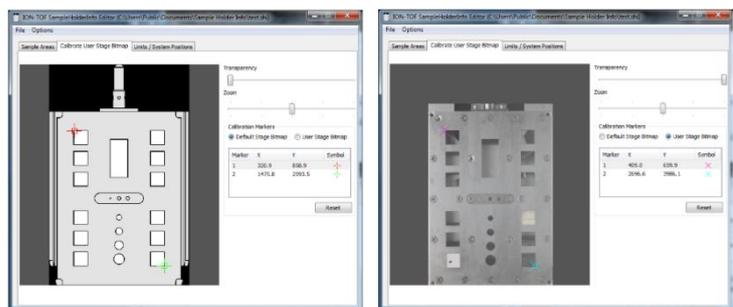 ION-TOF SampleHolderInfo Editor (C:\Users\Public\Documents\Sample Holder Info\test.shi)
File Options
Sample Areas Calibrate User Stage Bitmap Units / System Positions
Transparency
Zoom
Calibration Markers
Default Stage Bitmap User Stage Bitmap
Marker X Y Symbol
1 320.9 858.9
2 1475.8 2093.5
Reset
ION-TOF SampleHolderInfo Editor (C:\Users\Public\Documents\Sample Holder Info\test.shi)
File Options
Sample Areas Calibrate User Stage Bitmap Units / System Positions
Transparency
Zoom
Calibration Markers
Default Stage Bitmap User Stage Bitmap
Marker X Y Symbol
1 405.0 639.9
2 2696.6 3986.1
Reset